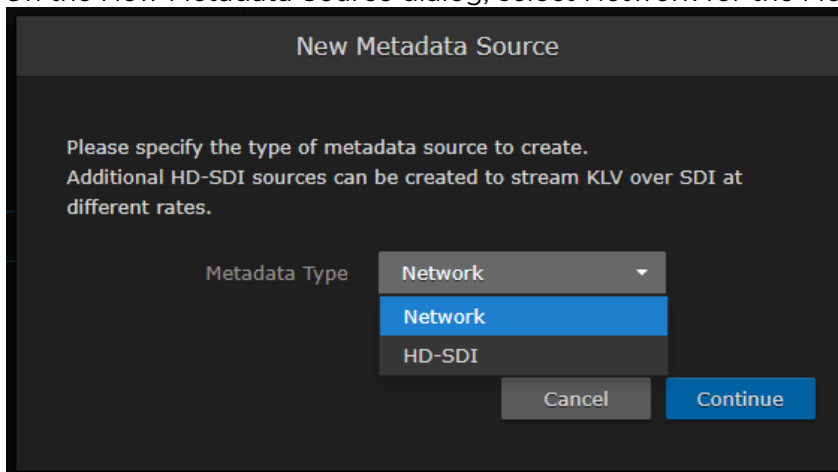 New Metadata Source
Please specify the type of metadata source to create.
Additional HD-SDI sources can be created to stream KLV over SDI at
different rates.
Metadata Type Network
Network
HD-SDI
Cancel Continue